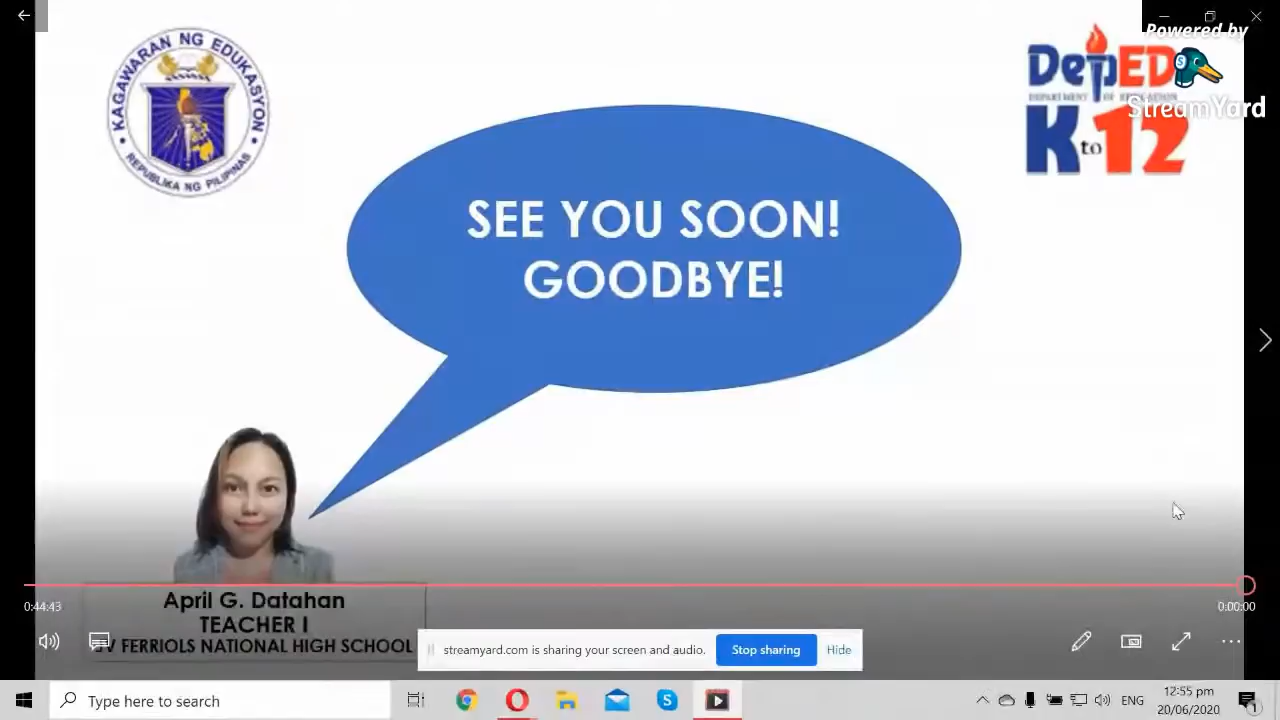 KAGAWARAN NG EDUKASYON
REPUBLIKA NG PILIPINAS
Powered by
StreamYard
DepED
DEPARTMENT OF EDUCATION
K to 12
SEE YOU SOON!
GOODBYE!
0:44:43
0:00:00
April G. Datahan
TEACHER I
JV FERRIOLS NATIONAL HIGH SCHOOL
streamyard.com is sharing your screen and audio.
Stop sharing
Hide
Type here to search
ENG
12:55 pm
20/06/2020
1